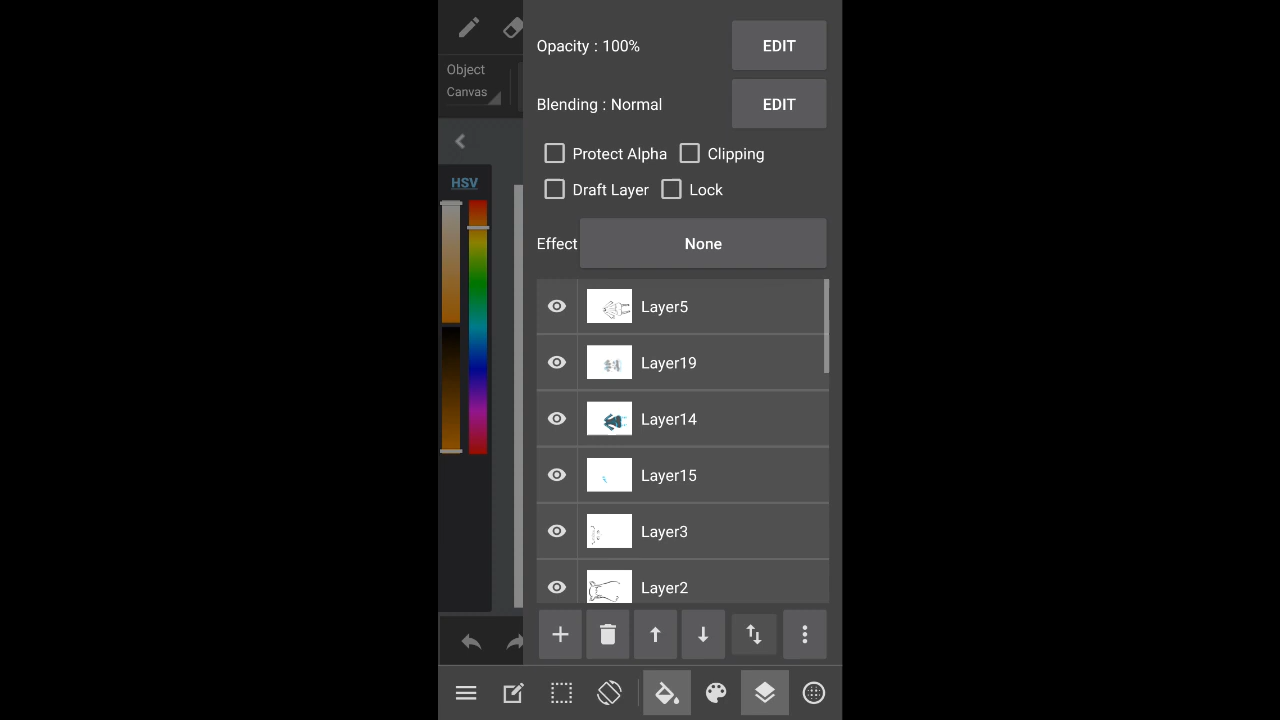 Object
Canvas
HSV
Opacity : 100%
EDIT
Blending : Normal
EDIT
Protect Alpha
Clipping
Draft Layer
Lock
Effect
None
Layer5
Layer19
Layer14
Layer15
Layer3
Layer2